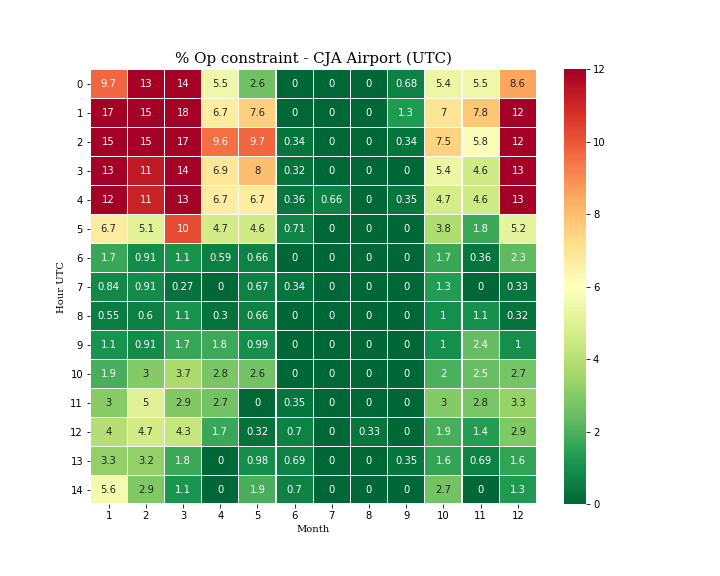 % Op constraint - CJA Airport (UTC)
0 9.7 13 14 5.5 2.6 0 0 0 0.68 5.4 5.5 8.6
1 17 15 18 6.7 7.6 0 0 0 1.3 7 7.8 12
2 15 15 17 9.6 9.7 0.34 0 0 0.34 7.5 5.8 12
3 13 11 14 6.9 8 0.32 0 0 0 5.4 4.6 13
4 12 11 13 6.7 6.7 0.36 0.66 0 0.35 4.7 4.6 13
5 6.7 5.1 10 4.7 4.6 0.71 0 0 0 3.8 1.8 5.2
6 1.7 0.91 1.1 0.59 0.66 0 0 0 0 1.7 0.36 2.3
7 0.84 0.91 0.27 0 0.67 0.34 0 0 0 1.3 0 0.33
8 0.55 0.6 1.1 0.3 0.66 0 0 0 0 1 1.1 0.32
9 1.1 0.91 1.7 1.8 0.99 0 0 0 0 1 2.4 1
10 1.9 3 3.7 2.8 2.6 0 0 0 0 2 2.5 2.7
11 3 5 2.9 2.7 0 0.35 0 0 0 3 2.8 3.3
12 4 4.7 4.3 1.7 0.32 0.7 0 0.33 0 1.9 1.4 2.9
13 3.3 3.2 1.8 0 0.98 0.69 0 0 0.35 1.6 0.69 1.6
14 5.6 2.9 1.1 0 1.9 0.7 0 0 0 2.7 0 1.3
1 2 3 4 5 6 7 8 9 10 11 12
Month
Hour UTC
12
10
8
6
4
2
0